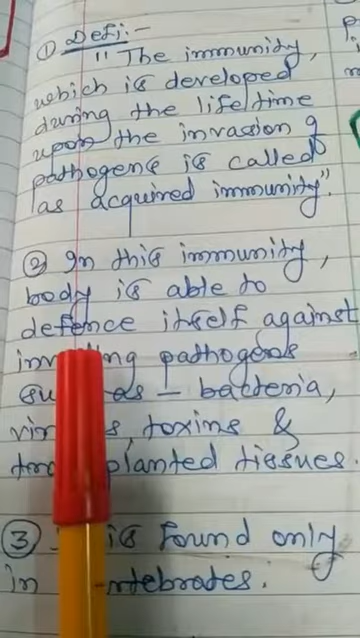 ① Defi:-
"The immunity,
which is developed
during the lifetime
upon the invasion of
pathogens is called
as acquired immunity".
② In this immunity,
body is able to
defence itself against
pathogens
as - bacteria,
toxins &
tissues.
③ is found only
in